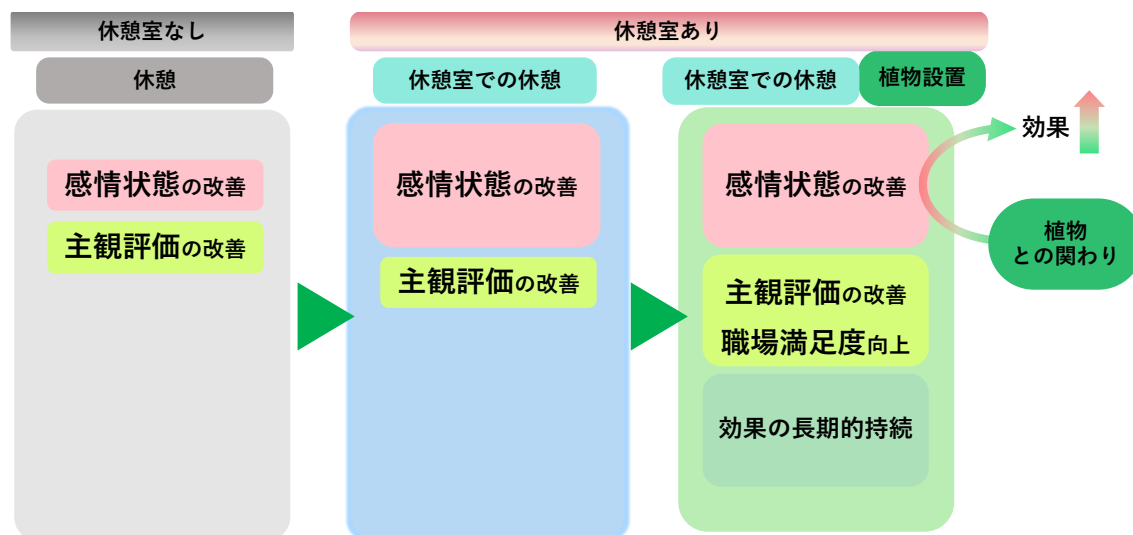 休憩室なし
休憩室あり
休憩
休憩室での休憩
休憩室での休憩
植物設置
感情状態の改善
主観評価の改善
感情状態の改善
主観評価の改善
感情状態の改善
主観評価の改善
職場満足度向上
効果の長期的持続
効果
植物
との関わり